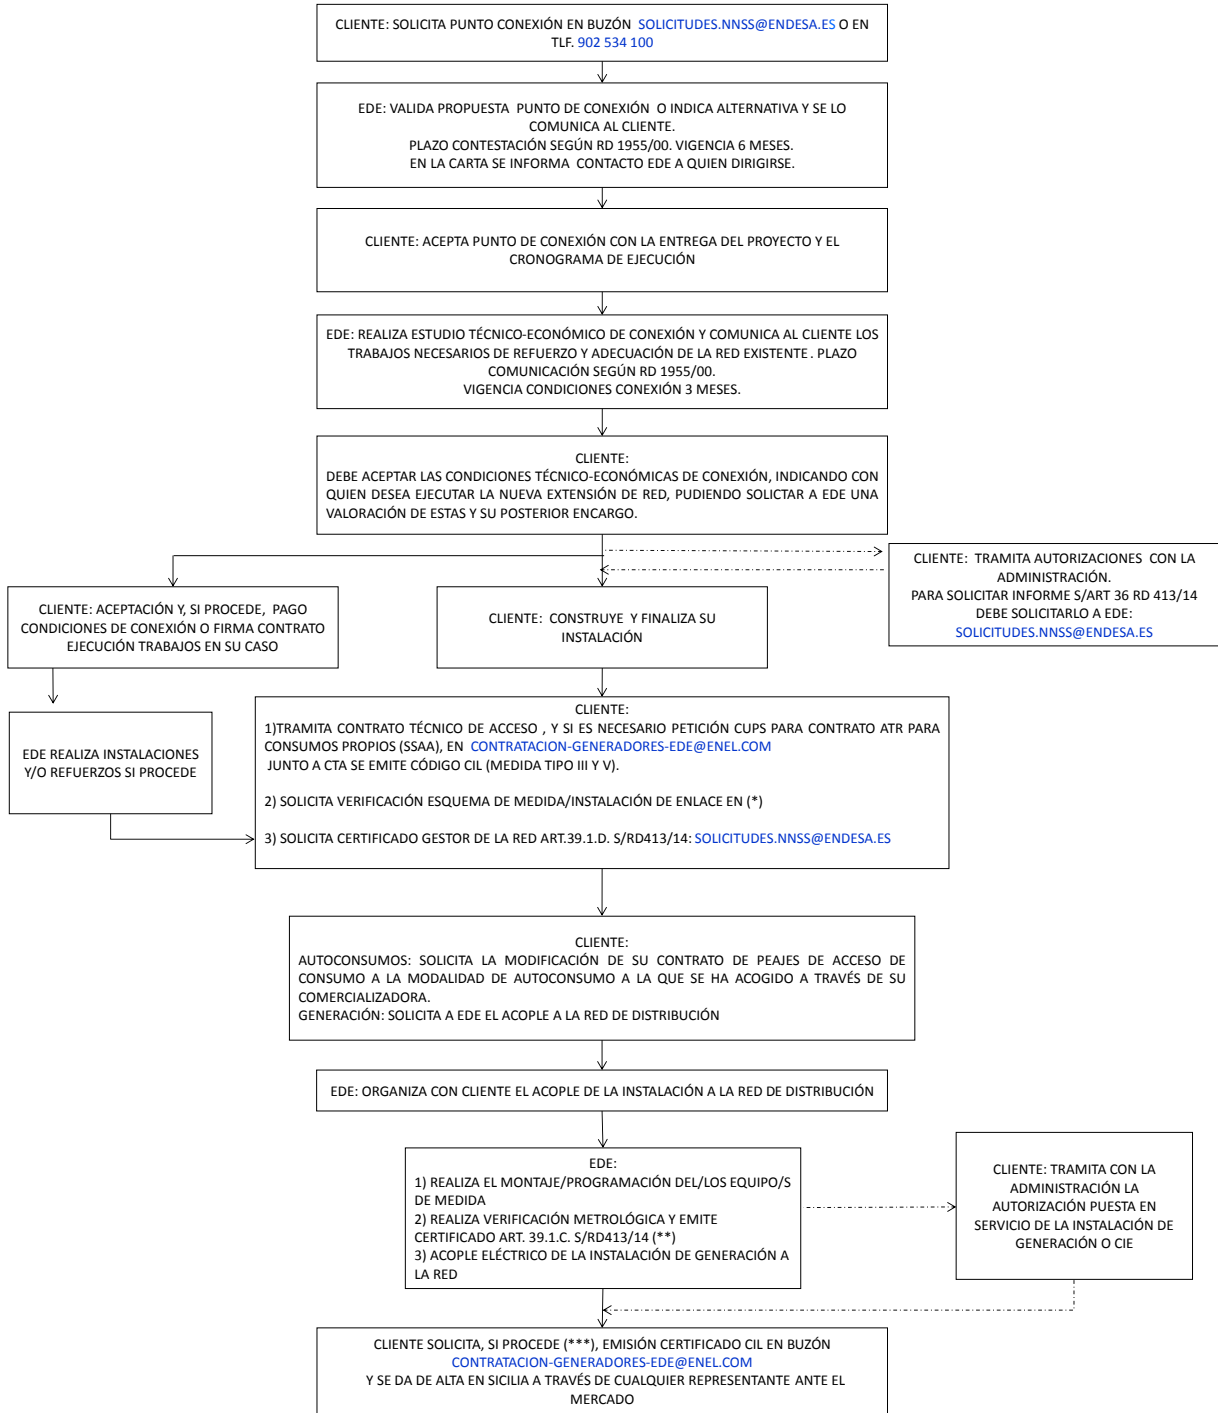 CLIENTE: SOLICITA PUNTO CONEXIÓN EN BUZÓN SOLICITUDES.NNSS@ENDESA.ES O EN
TLF. 902 534 100
EDE: VALIDA PROPUESTA PUNTO DE CONEXIÓN O INDICA ALTERNATIVA Y SE LO
COMUNICA AL CLIENTE.
PLAZO CONTESTACIÓN SEGÚN RD 1955/00. VIGENCIA 6 MESES.
EN LA CARTA SE INFORMA CONTACTO EDE A QUIEN DIRIGIRSE.
CLIENTE: ACEPTA PUNTO DE CONEXIÓN CON LA ENTREGA DEL PROYECTO Y EL
CRONOGRAMA DE EJECUCIÓN
EDE: REALIZA ESTUDIO TÉCNICO-ECONÓMICO DE CONEXIÓN Y COMUNICA AL CLIENTE LOS
TRABAJOS NECESARIOS DE REFUERZO Y ADECUACIÓN DE LA RED EXISTENTE. PLAZO
COMUNICACIÓN SEGÚN RD 1955/00.
VIGENCIA CONDICIONES CONEXIÓN 3 MESES.
CLIENTE:
DEBE ACEPTAR LAS CONDICIONES TÉCNICO-ECONÓMICAS DE CONEXIÓN, INDICANDO CON
QUIEN DESEA EJECUTAR LA NUEVA EXTENSIÓN DE RED, PUDIENDO SOLICTAR A EDE UNA
VALORACIÓN DE ESTAS Y SU POSTERIOR ENCARGO.
CLIENTE: TRAMITA AUTORIZACIONES CON LA
ADMINISTRACIÓN.
PARA SOLICITAR INFORME S/ART 36 RD 413/14
DEBE SOLICITARLO A EDE:
SOLICITUDES.NNSS@ENDESA.ES
CLIENTE: ACEPTACIÓN Y, SI PROCEDE, PAGO
CONDICIONES DE CONEXIÓN O FIRMA CONTRATO
EJECUCIÓN TRABAJOS EN SU CASO
CLIENTE: CONSTRUYE Y FINALIZA SU
INSTALACIÓN
EDE REALIZA INSTALACIONES
Y/O REFUERZOS SI PROCEDE
CLIENTE:
1)TRAMITA CONTRATO TÉCNICO DE ACCESO , Y SI ES NECESARIO PETICIÓN CUPS PARA CONTRATO ATR PARA
CONSUMOS PROPIOS (SSAA), EN CONTRATACION-GENERADORES-EDE@ENEL.COM
JUNTO A CTA SE EMITE CÓDIGO CIL (MEDIDA TIPO III Y V).
2) SOLICITA VERIFICACIÓN ESQUEMA DE MEDIDA/INSTALACIÓN DE ENLACE EN (*)
3) SOLICITA CERTIFICADO GESTOR DE LA RED ART.39.1.D. S/RD413/14: SOLICITUDES.NNSS@ENDESA.ES
CLIENTE:
AUTOCONSUMOS: SOLICITA LA MODIFICACIÓN DE SU CONTRATO DE PEAJES DE ACCESO DE
CONSUMO A LA MODALIDAD DE AUTOCONSUMO A LA QUE SE HA ACOGIDO A TRAVÉS DE SU
COMERCIALIZADORA.
GENERACIÓN: SOLICITA A EDE EL ACOPLE A LA RED DE DISTRIBUCIÓN
EDE: ORGANIZA CON CLIENTE EL ACOPLE DE LA INSTALACIÓN A LA RED DE DISTRIBUCIÓN
EDE:
1) REALIZA EL MONTAJE/PROGRAMACIÓN DEL/LOS EQUIPO/S
DE MEDIDA
2) REALIZA VERIFICACIÓN METROLÓGICA Y EMITE
CERTIFICADO ART. 39.1.C. S/RD413/14 (**)
3) ACOPLE ELÉCTRICO DE LA INSTALACIÓN DE GENERACIÓN A
LA RED
CLIENTE: TRAMITA CON LA
ADMINISTRACIÓN LA
AUTORIZACIÓN PUESTA EN
SERVICIO DE LA INSTALACIÓN DE
GENERACIÓN O CIE
CLIENTE SOLICITA, SI PROCEDE (***), EMISIÓN CERTIFICADO CIL EN BUZÓN
CONTRATACION-GENERADORES-EDE@ENEL.COM
Y SE DA DE ALTA EN SICILIA A TRAVÉS DE CUALQUIER REPRESENTANTE ANTE EL
MERCADO